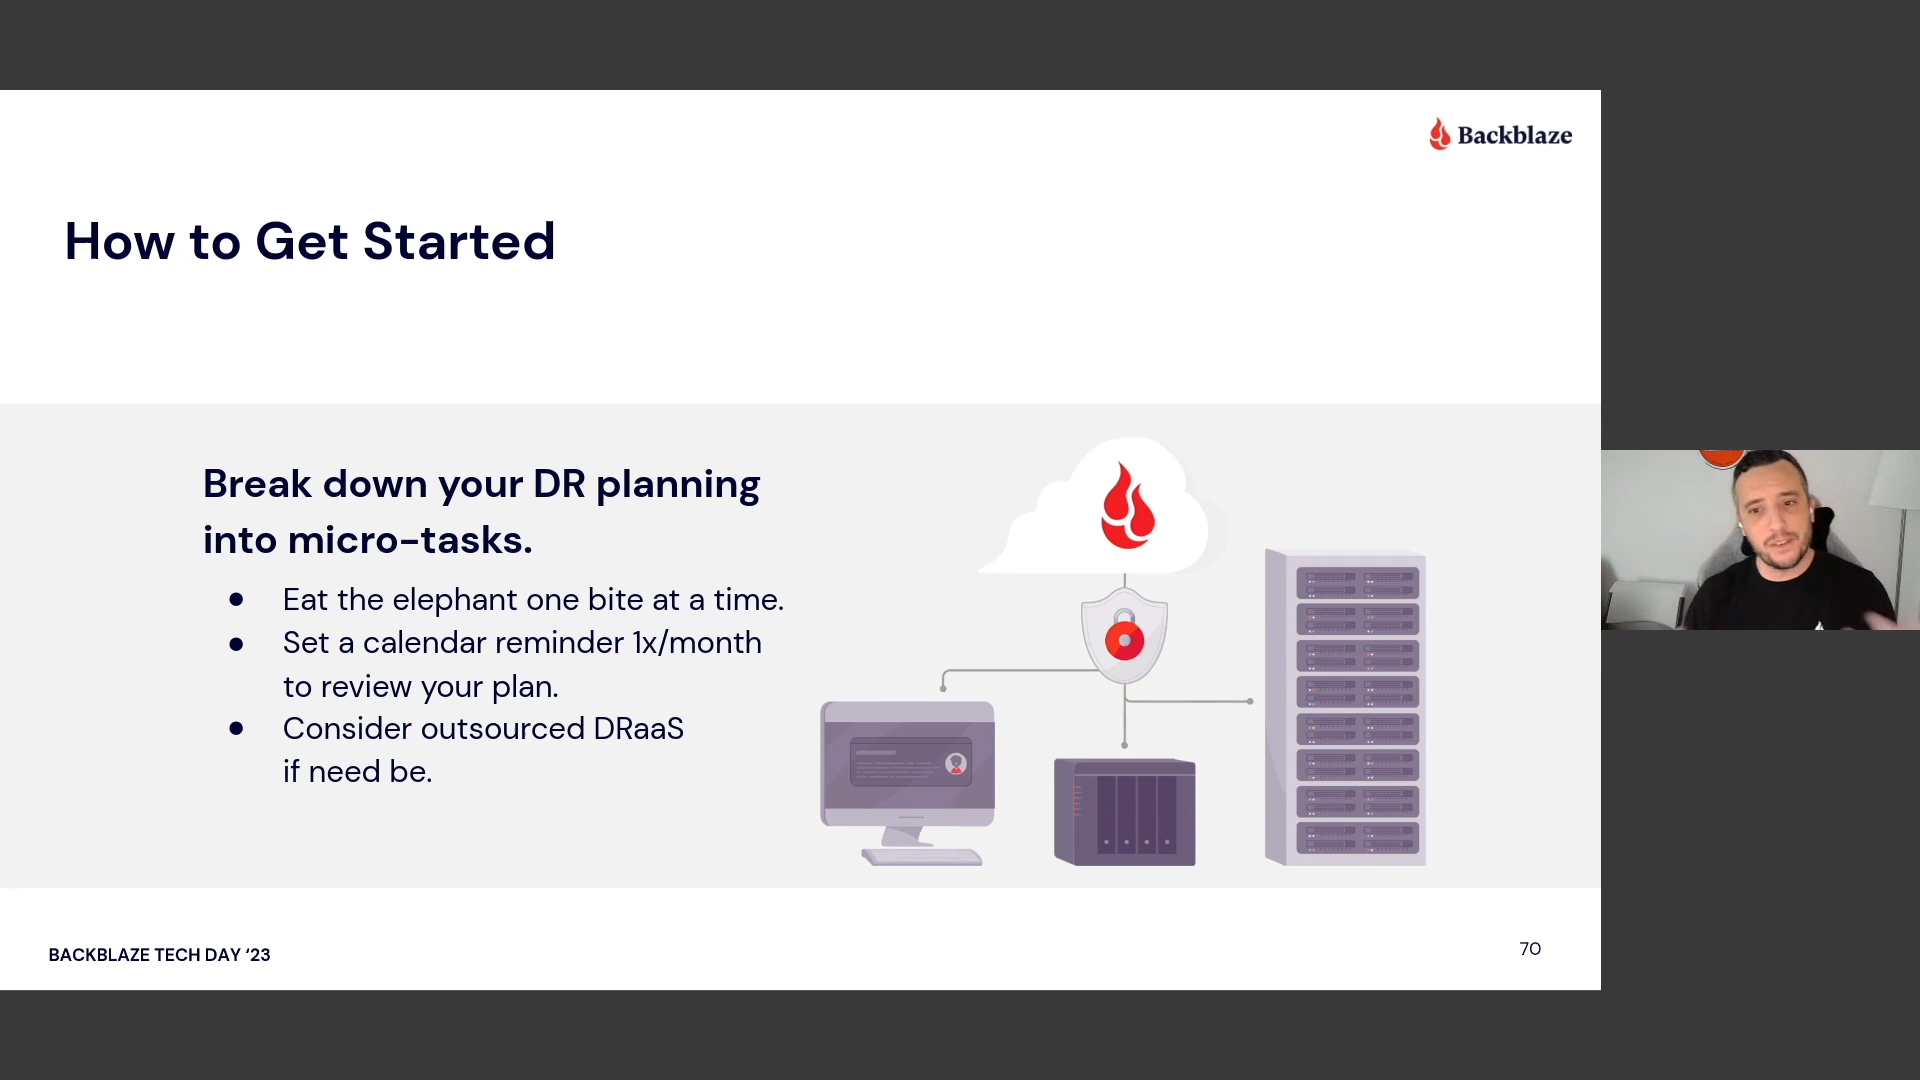 Backblaze
How to Get Started
Break down your DR planning
into micro-tasks.
● Eat the elephant one bite at a time.
● Set a calendar reminder 1x/month
to review your plan.
● Consider outsourced DRaaS
if need be.
BACKBLAZE TECH DAY ‘23
70